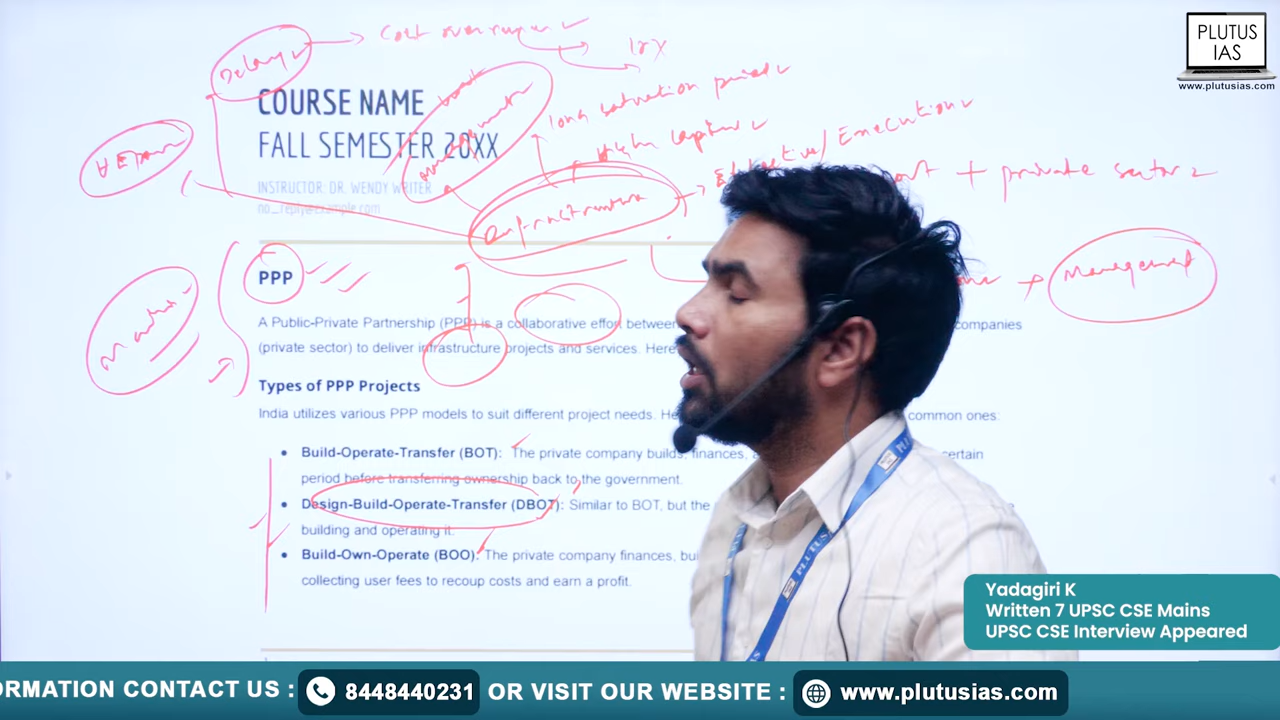 PLUTUS
IAS
www.plutusias.com
Delay → Cost overrun
long saturation period
COURSE NAME
FALL SEMESTER 20XX
INSTRUCTOR: DR. WENDY WRITER
no_reply@example.com
High capital
Effective/Execution
+ private sector
Infrastructure
+ Management
PPP
A Public-Private Partnership (PPP) is a collaborative effort between companies
(private sector) to deliver infrastructure projects and services. Here
Types of PPP Projects
India utilizes various PPP models to suit different project needs. He common ones:
• Build-Operate-Transfer (BOT): The private company builds, finances, a certain
period before transferring ownership back to the government.
• Design-Build-Operate-Transfer (DBOT): Similar to BOT, but the
building and operating it.
• Build-Own-Operate (BOO): The private company finances, bu
collecting user fees to recoup costs and earn a profit.
PLUTUS
Yadagiri K
Written 7 UPSC CSE Mains
UPSC CSE Interview Appeared
ORMATION CONTACT US : 8448440231 OR VISIT OUR WEBSITE : www.plutusias.com